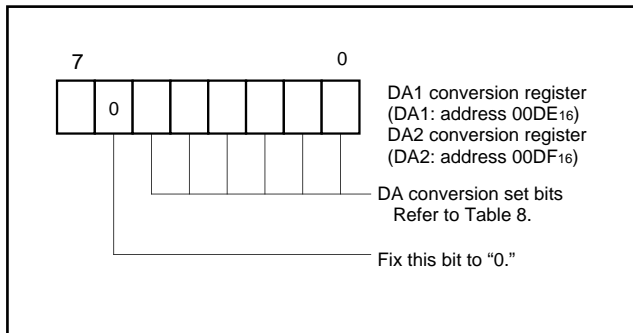 7 0
0
DA1 conversion register
(DA1: address 00DE16)
DA2 conversion register
(DA2: address 00DF16)
DA conversion set bits
Refer to Table 8.
Fix this bit to “0.”